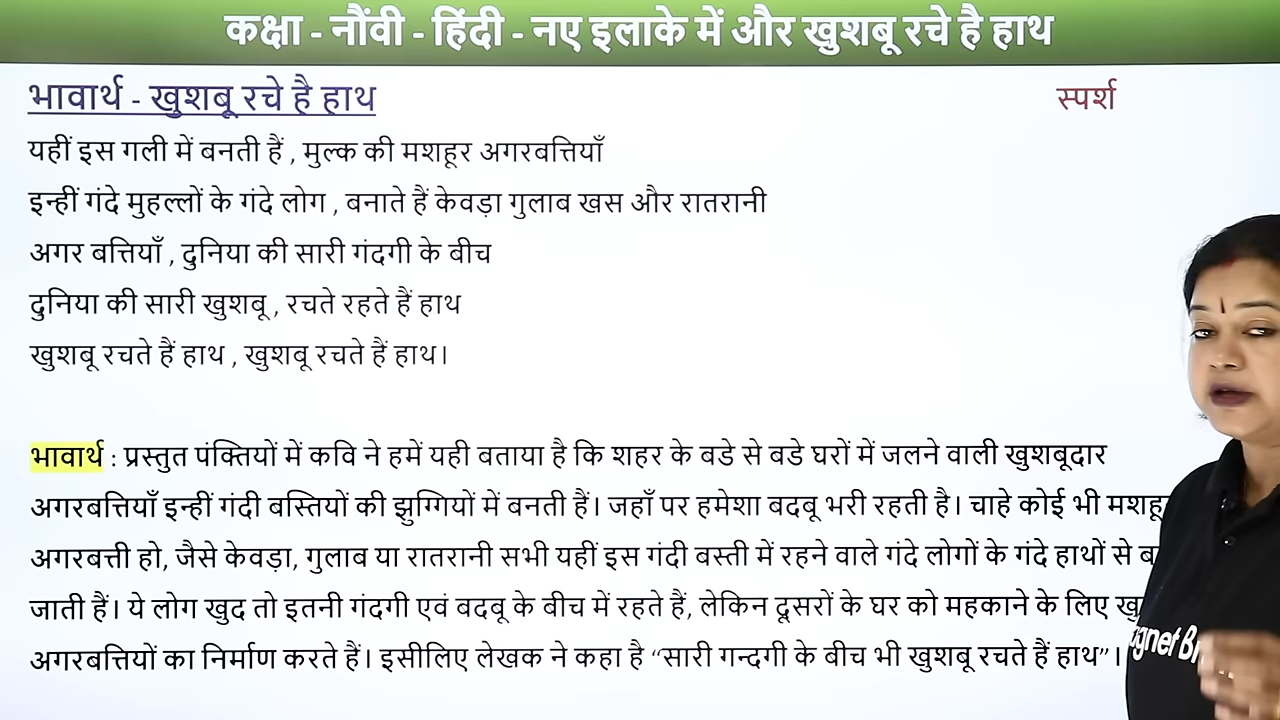 कक्षा - नौंवी - हिंदी - नए इलाके में और खुशबू रचे है हाथ
भावार्थ - खुशबू रचे है हाथ
स्पर्श
यहीं इस गली में बनती हैं , मुल्क की मशहूर अगरबत्तियाँ
इन्हीं गंदे मुहल्लों के गंदे लोग , बनाते हैं केवड़ा गुलाब खस और रातरानी
अगर बत्तियाँ , दुनिया की सारी गंदगी के बीच
दुनिया की सारी खुशबू , रचते रहते हैं हाथ
खुशबू रचते हैं हाथ , खुशबू रचते हैं हाथ।
भावार्थ : प्रस्तुत पंक्तियों में कवि ने हमें यही बताया है कि शहर के बडे से बडे घरों में जलने वाली खुशबूदार
अगरबत्तियाँ इन्हीं गंदी बस्तियों की झुग्गियों में बनती हैं। जहाँ पर हमेशा बदबू भरी रहती है। चाहे कोई भी
अगरबत्ती हो, जैसे केवड़ा, गुलाब या रातरानी सभी यहीं इस गंदी बस्ती में रहने वाले गंदे लोगों के गंदे हाथों से
जाती हैं। ये लोग खुद तो इतनी गंदगी एवं बदबू के बीच में रहते हैं, लेकिन दूसरों के घर को महकाने के लिए
अगरबत्तियों का निर्माण करते हैं। इसीलिए लेखक ने कहा है “सारी गन्दगी के बीच भी खुशबू रचते हैं हाथ”।